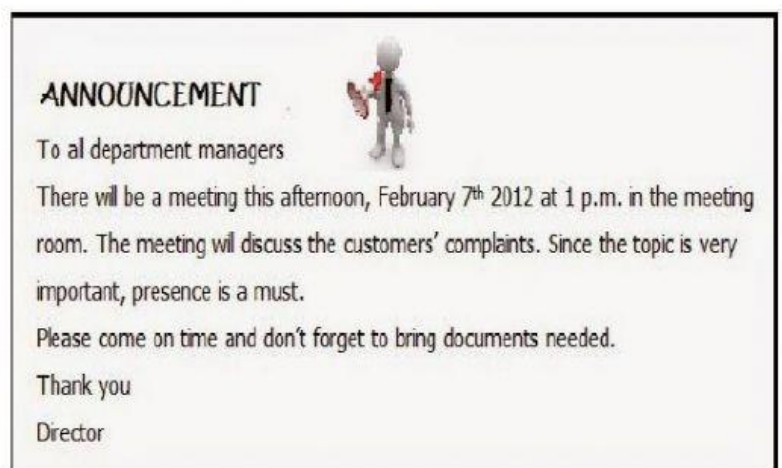 ANNOUNCEMENT
To al department managers
There will be a meeting this afternoon, February 7th 2012 at 1 p.m. in the meeting
room. The meeting will discuss the customers' complaints. Since the topic is very
important, presence is a must.
Please come on time and don't forget to bring documents needed.
Thank you
Director